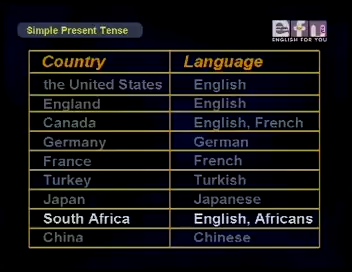 Simple Present Tense
efu
ENGLISH FOR YOU
Country Language
the United States English
England English
Canada English, French
Germany German
France French
Turkey Turkish
Japan Japanese
South Africa English, Africans
China Chinese